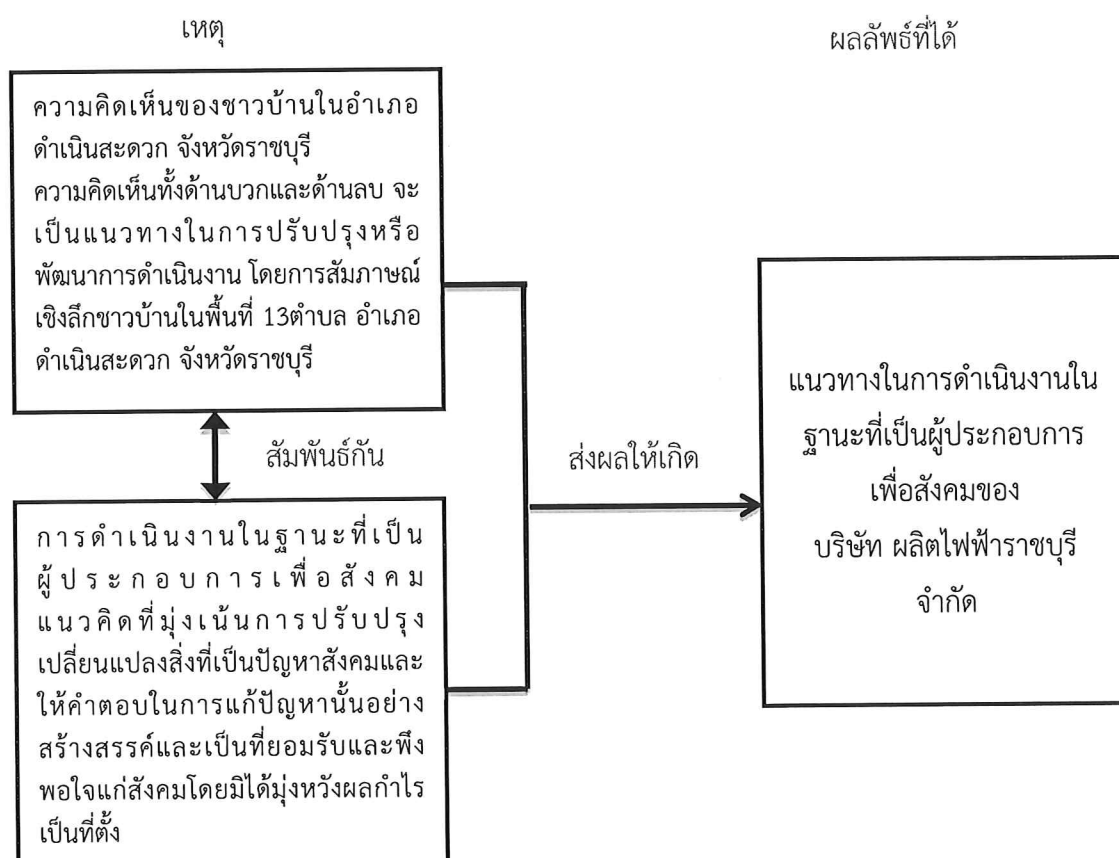 เหตุ
ผลลัพธ์ที่ได้
ความคิดเห็นของชาวบ้านในอำเภอ
ดำเนินสะดวก จังหวัดราชบุรี
ความคิดเห็นทั้งด้านบวกและด้านลบ จะ
เป็นแนวทางในการปรับปรุงหรือ
พัฒนาการดำเนินงาน โดยการสัมภาษณ์
เชิงลึกชาวบ้านในพื้นที่ 13ตำบล อำเภอ
ดำเนินสะดวก จังหวัดราชบุรี
สัมพันธ์กัน
การดำเนินงานในฐานะที่เป็น
ผู้ประกอบการเพื่อสังคม
แนวคิดที่มุ่งเน้นการปรับปรุง
เปลี่ยนแปลงสิ่งที่เป็นปัญหาสังคมและ
ให้คำตอบในการแก้ปัญหานั้นอย่าง
สร้างสรรค์และเป็นที่ยอมรับและพึง
พอใจแก่สังคมโดยมิได้มุ่งหวังผลกำไร
เป็นที่ตั้ง
ส่งผลให้เกิด
แนวทางในการดำเนินงานใน
ฐานะที่เป็นผู้ประกอบการ
เพื่อสังคมของ
บริษัท ผลิตไฟฟ้าราชบุรี
จำกัด